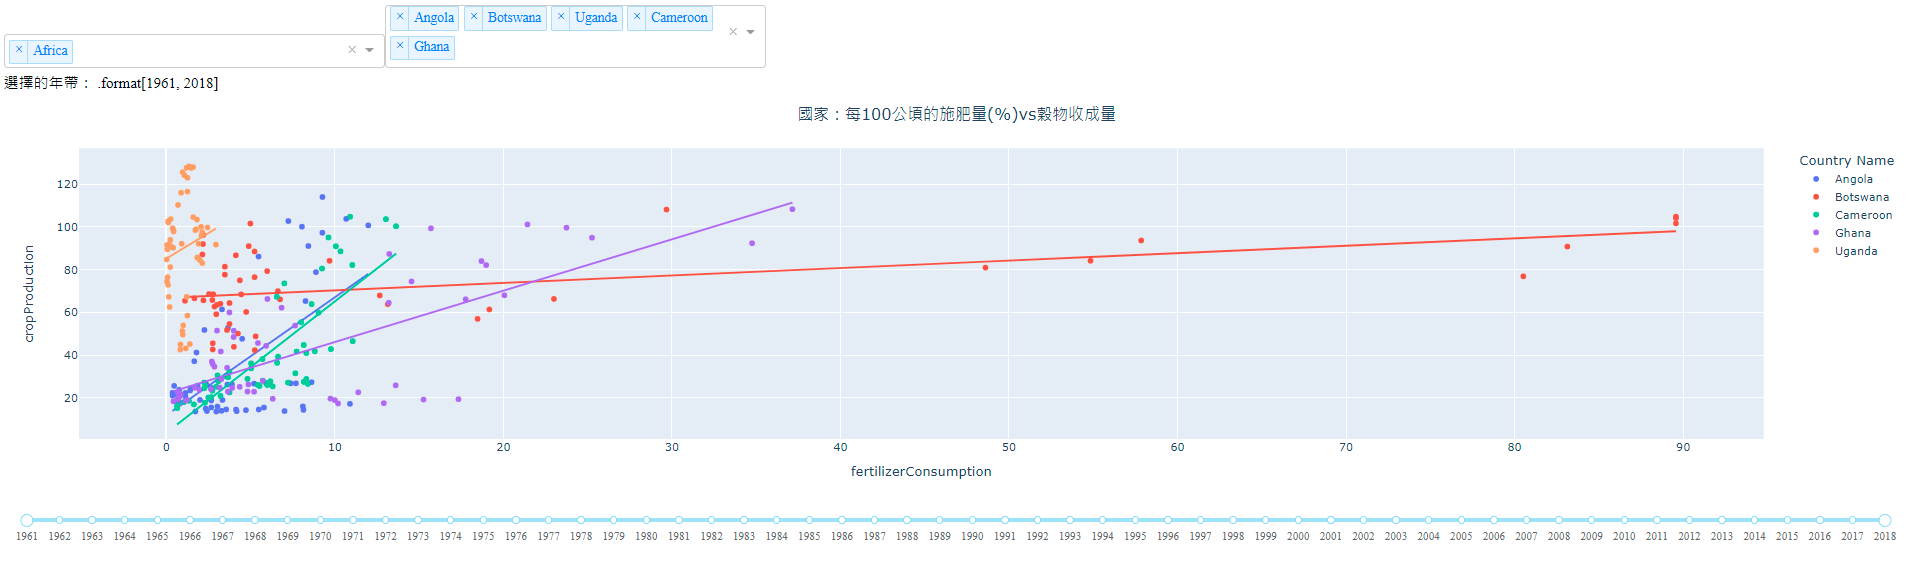 × Angola × Botswana × Uganda × Cameroon
× Africa × Ghana ×
×
選擇的年帶： .format[1961, 2018]
國家：每100公頃的施肥量(%)vs穀物收成量
Country Name
Angola
Botswana
Cameroon
Ghana
Uganda
cropProduction
120
100
80
60
40
20
0 10 20 30 40 50 60 70 80 90
fertilizerConsumption
1961 1962 1963 1964 1965 1966 1967 1968 1969 1970 1971 1972 1973 1974 1975 1976 1977 1978 1979 1980 1981 1982 1983 1984 1985 1986 1987 1988 1989 1990 1991 1992 1993 1994 1995 1996 1997 1998 1999 2000 2001 2002 2003 2004 2005 2006 2007 2008 2009 2010 2011 2012 2013 2014 2015 2016 2017 2018